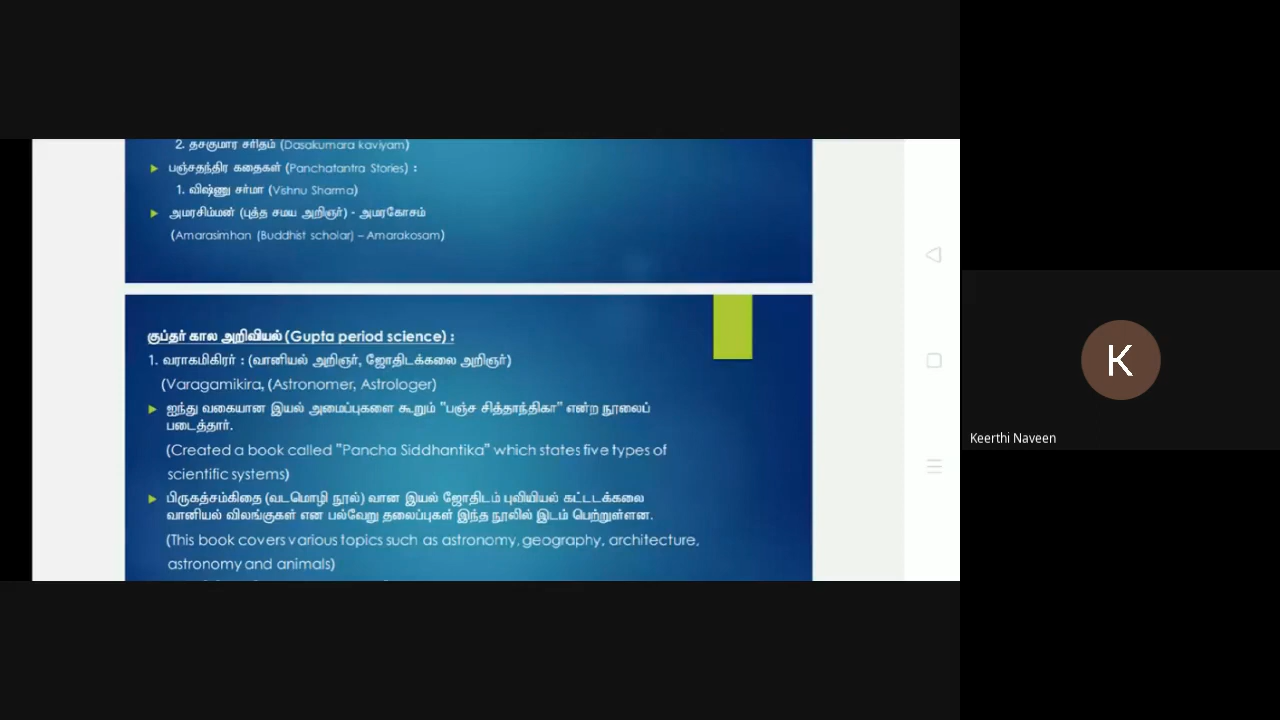 2. தசகுமார சரிதம் (Dasakumara kaviyam)
பஞ்சதந்திர கதைகள் (Panchatantra Stories) :
1. விஷ்ணு சர்மா (Vishnu Sharma)
அமரசிம்மன் (புத்த சமய அறிஞர்) - அமரகோசம்
(Amarasimhan (Buddhist scholar) – Amarakosam)
குப்தர் கால அறிவியல் (Gupta period science) :
1. வராகமிகிரர் : (வானியல் அறிஞர், ஜோதிடக்கலை அறிஞர்)
(Varagamikira, (Astronomer, Astrologer)
ஐந்து வகையான இயல் அமைப்புகளை கூறும் "பஞ்ச சித்தாந்திகா" என்ற நூலைப்
படைத்தார்.
(Created a book called "Pancha Siddhantika" which states five types of
scientific systems)
பிருகத்சம்கிதை (வடமொழி நூல்) வான இயல் ஜோதிடம் புவியியல் கட்டடக்கலை
வானியல் விலங்குகள் என பல்வேறு தலைப்புகள் இந்த நூலில் இடம் பெற்றுள்ளன.
(This book covers various topics such as astronomy, geography, architecture,
astronomy and animals)
K
Keerthi Naveen